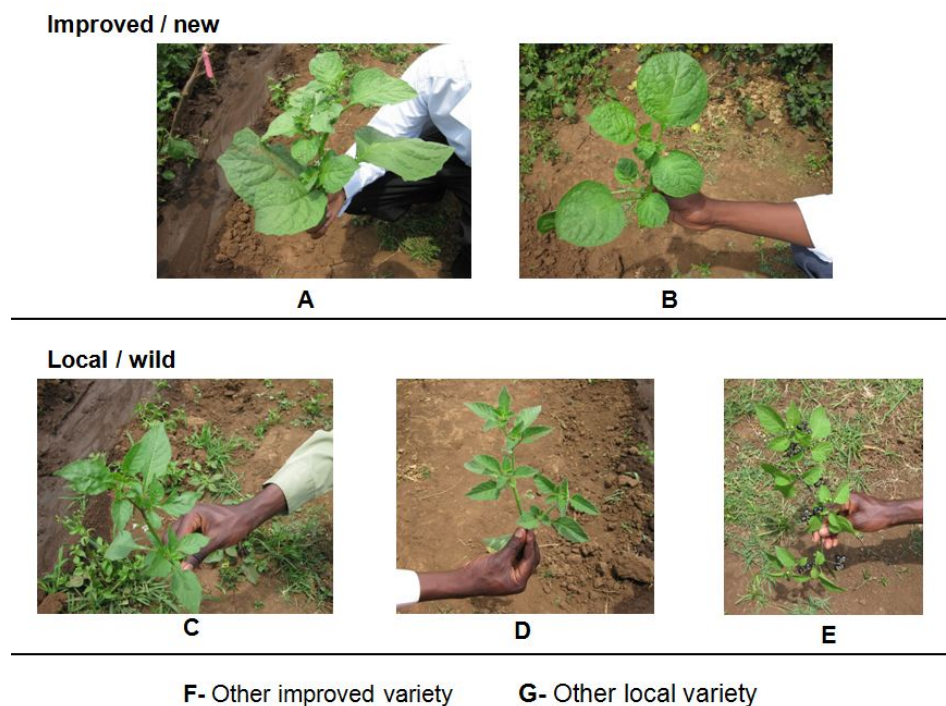 Improved / new
A
B
Local / wild
C
D
E
F- Other improved variety
G- Other local variety